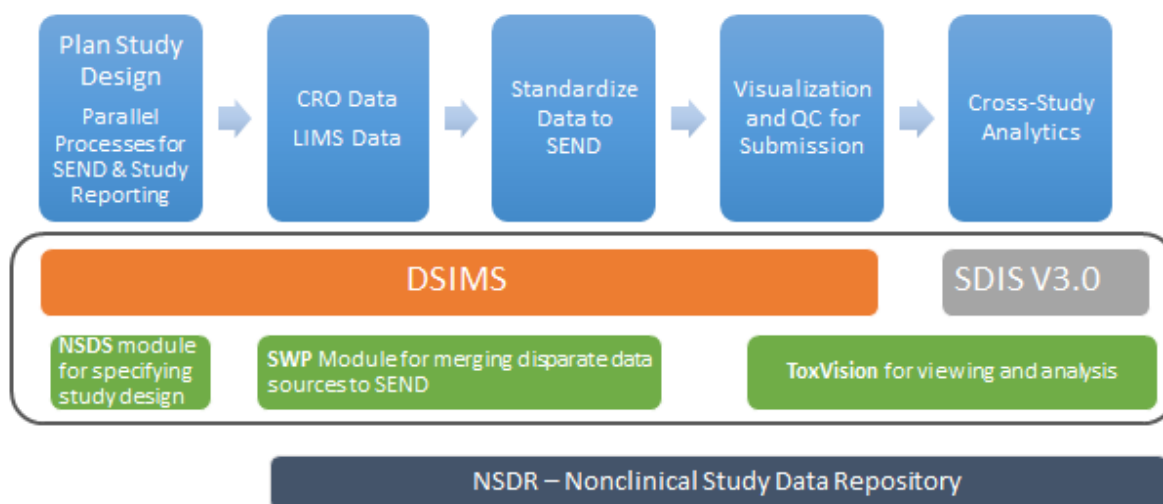 Plan Study
Design
Parallel
Processes for
SEND & Study
Reporting
CRO Data
LIMS Data
Standardize
Data to
SEND
Visualization
and QC for
Submission
Cross-Study
Analytics
DSIMS
SDIS V3.0
NSDS module
for specifying
study design
SWP Module for merging disparate data
sources to SEND
ToxVision for viewing and analysis
NSDR – Nonclinical Study Data Repository